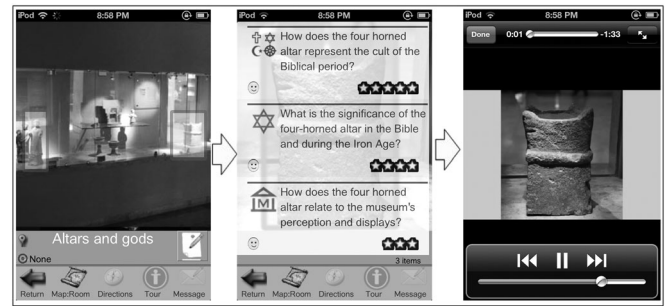 iPod 8:58 PM
Altars and gods
None
Return Map:Room Directions Tour Message
iPod 8:58 PM
How does the four horned
altar represent the cult of the
Biblical period?
What is the significance of the
four-horned altar in the Bible
and during the Iron Age?
How does the four horned
altar relate to the museum's
perception and displays?
3 items
Return Map:Room Directions Tour Message
iPod 8:58 PM
Done 0:01 -1:33